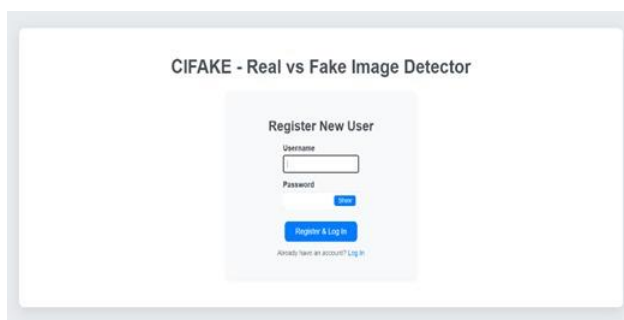 CIFAKE - Real vs Fake Image Detector
Register New User
Username
Password
Show
Register & Log In
Already have an account? Log In